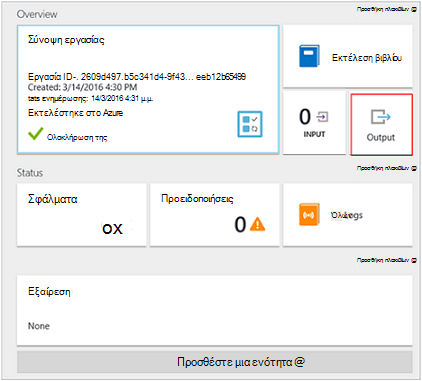 Overview
Προσθήκη πλακιδίων @
Σύνοψη εργασίας
Εργασία ID-. 2609d497.b5c341d4-9f43... eeb12b65499
Created: 3/14/2016 4:30 PM
tats ενημέρωσης: 14/3/2016 4:31 μ.μ.
Εκτελέστηκε στο Azure
Ολοκλήρωση της
Εκτέλεση βιβλίου
0
INPUT
Output
Προσθήκη πλακιδίων @
Status
Σφάλματα
ox
Προειδοποιήσεις
0
Προσθήκη πλακιδίων @
Εξαίρεση
None
Προσθέστε μια ενότητα @